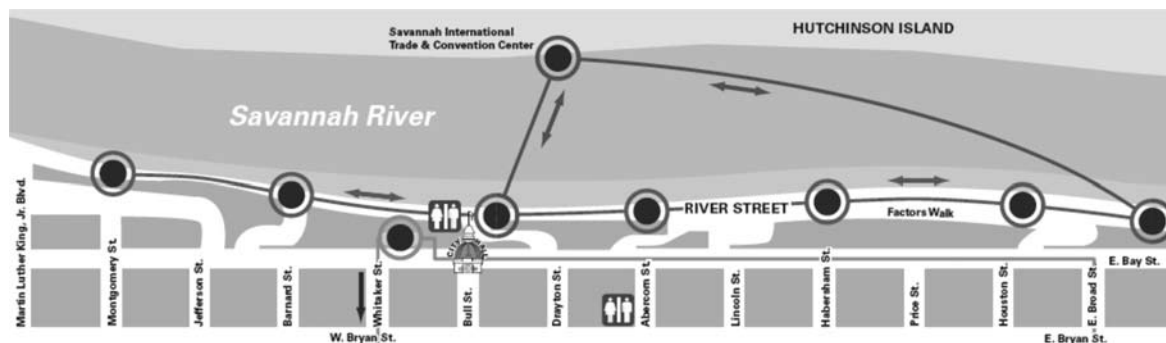 HUTCHINSON ISLAND
Savannah International
Trade & Convention Center
Savannah River
RIVER STREET
Factors Walk
CITY HALL
E. Bay St.
Martin Luther King, Jr. Blvd.
Montgomery St.
Jefferson St.
Barnard St.
Whitaker St.
Bull St.
Drayton St.
Abercorn St.
Lincoln St.
Habersham St.
Price St.
Houston St.
E. Broad St.
W. Bryan St.
E. Bryan St.